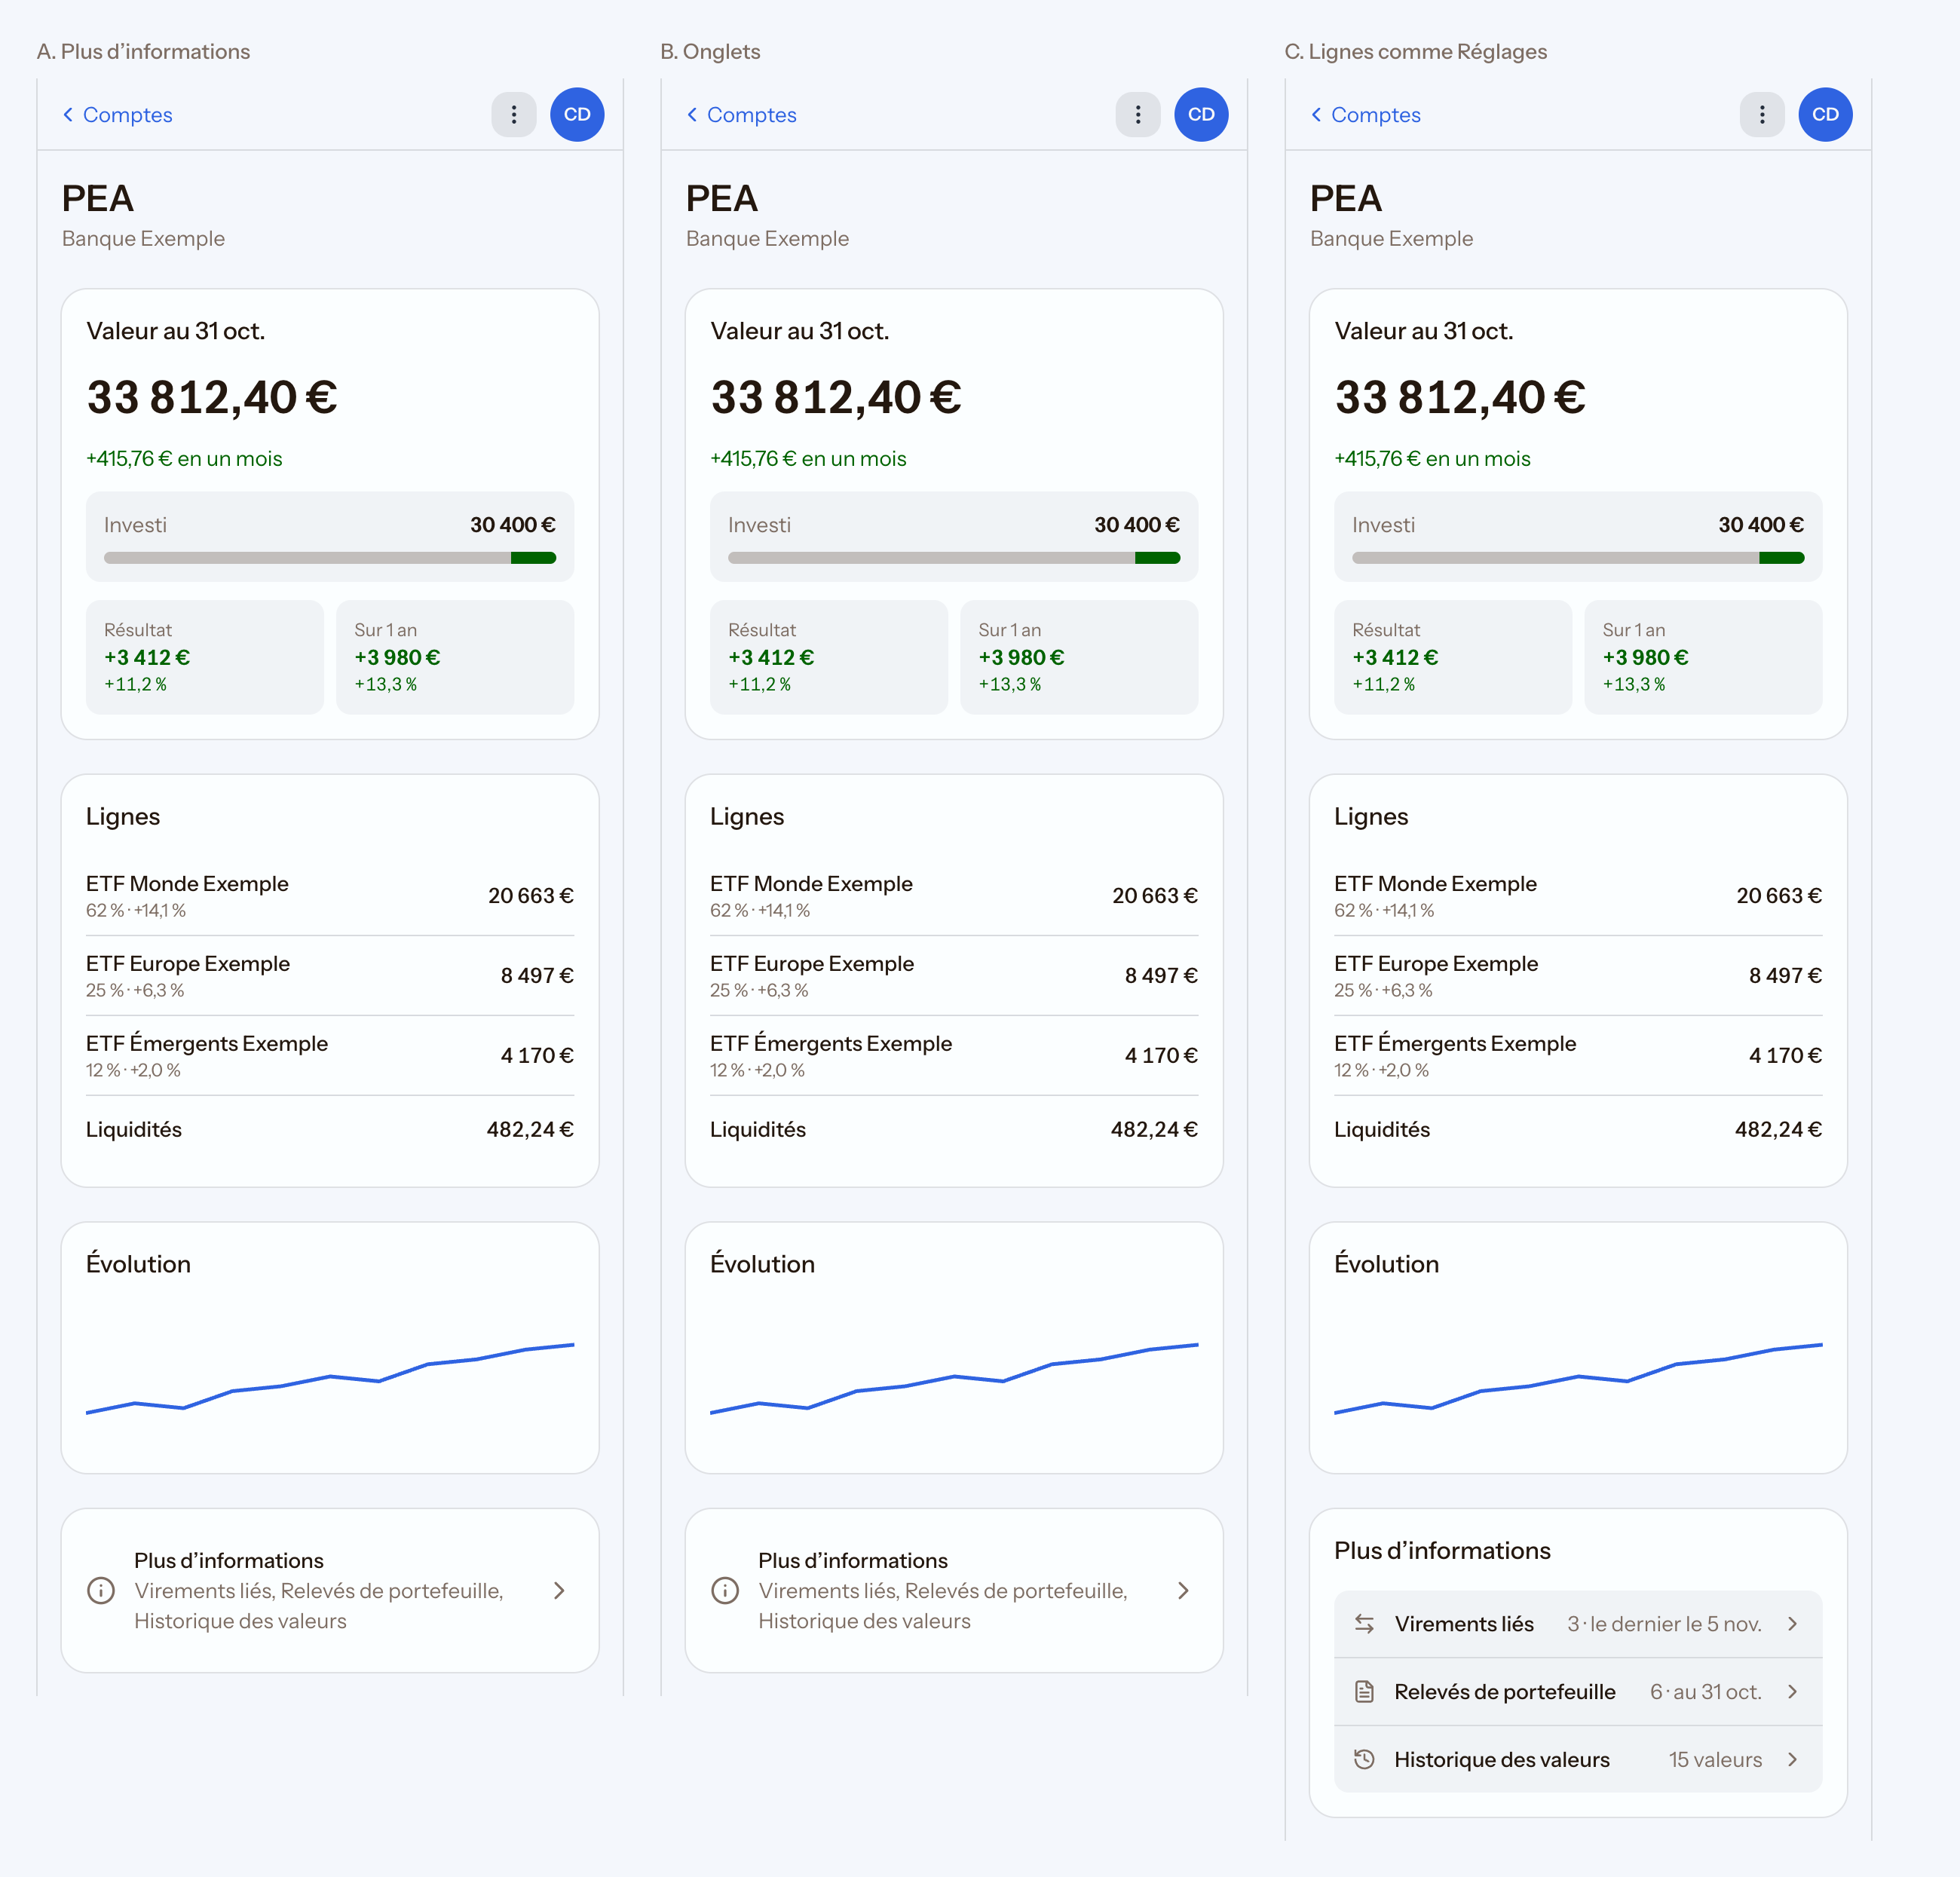 A. Plus d’informations
Comptes
CD
PEA
Banque Exemple
Valeur au 31 oct.
33 812,40 €
+415,76 € en un mois
Investi 30 400 €
Résultat Sur 1 an
+3 412 € +3 980 €
+11,2 % +13,3 %
Lignes
ETF Monde Exemple 20 663 €
62 % · +14,1 %
ETF Europe Exemple 8 497 €
25 % · +6,3 %
ETF Émergents Exemple 4 170 €
12 % · +2,0 %
Liquidités 482,24 €
Évolution
Plus d’informations
Virements liés, Relevés de portefeuille,
Historique des valeurs
B. Onglets
Comptes
CD
PEA
Banque Exemple
Valeur au 31 oct.
33 812,40 €
+415,76 € en un mois
Investi 30 400 €
Résultat Sur 1 an
+3 412 € +3 980 €
+11,2 % +13,3 %
Lignes
ETF Monde Exemple 20 663 €
62 % · +14,1 %
ETF Europe Exemple 8 497 €
25 % · +6,3 %
ETF Émergents Exemple 4 170 €
12 % · +2,0 %
Liquidités 482,24 €
Évolution
Plus d’informations
Virements liés, Relevés de portefeuille,
Historique des valeurs
C. Lignes comme Réglages
Comptes
CD
PEA
Banque Exemple
Valeur au 31 oct.
33 812,40 €
+415,76 € en un mois
Investi 30 400 €
Résultat Sur 1 an
+3 412 € +3 980 €
+11,2 % +13,3 %
Lignes
ETF Monde Exemple 20 663 €
62 % · +14,1 %
ETF Europe Exemple 8 497 €
25 % · +6,3 %
ETF Émergents Exemple 4 170 €
12 % · +2,0 %
Liquidités 482,24 €
Évolution
Plus d’informations
Virements liés 3 · le dernier le 5 nov.
Relevés de portefeuille 6 · au 31 oct.
Historique des valeurs 15 valeurs